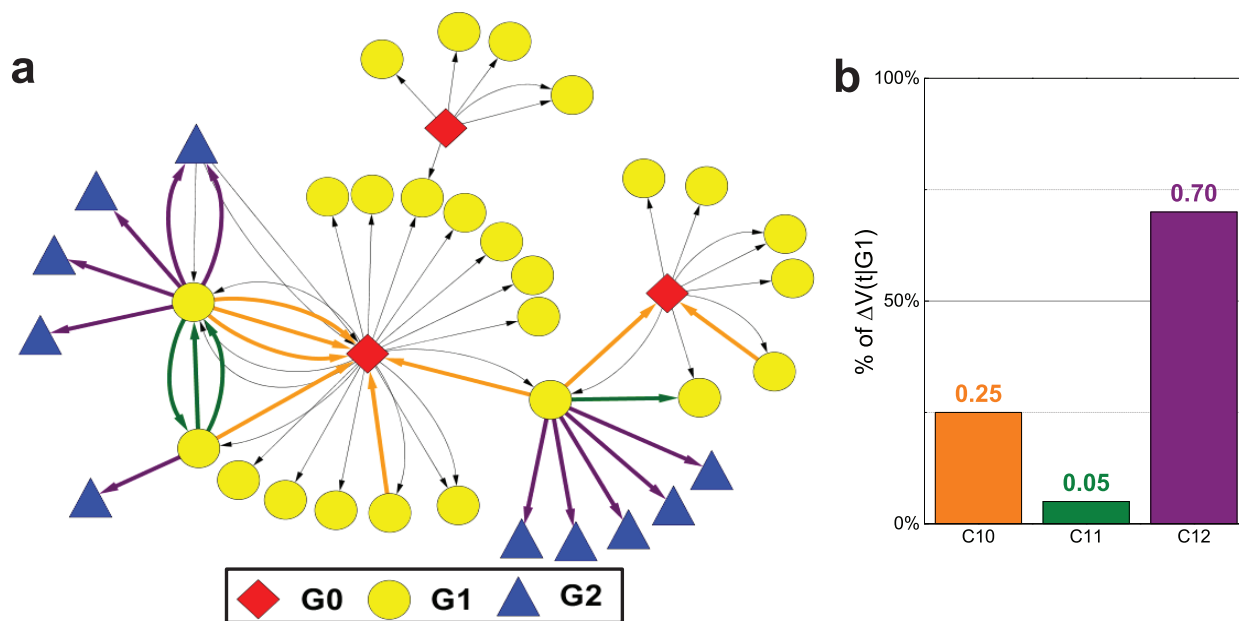 a
G0 G1 G2
b
% of ΔV(t|G1)
100%
50%
0%
0.25
0.05
0.70
C10 C11 C12